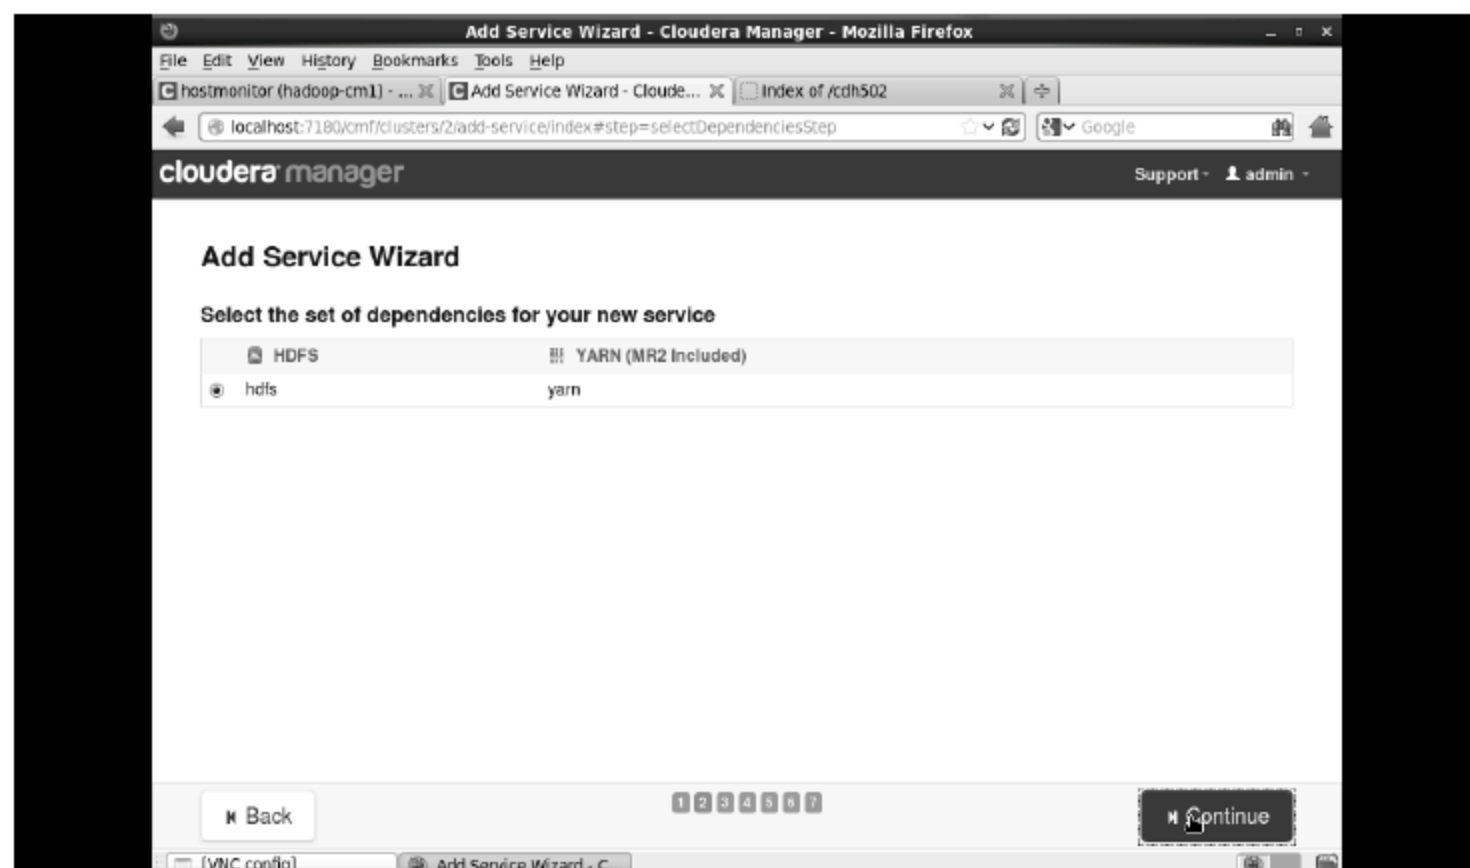 Add Service Wizard - Cloudera Manager - Mozilla Firefox
File Edit View History Bookmarks Tools Help
hostmonitor (hadoop-cm1) - ... Add Service Wizard - Cloude... Index of /cdh502
localhost:7180/cmf/clusters/2/add-service/index#step=selectDependenciesStep Google
cloudera manager Support admin
Add Service Wizard
Select the set of dependencies for your new service
HDFS YARN (MR2 Included)
hdfs yarn
1 2 3 4 5 6 7
Back Continue
[VNC config] Add Service Wizard - C...